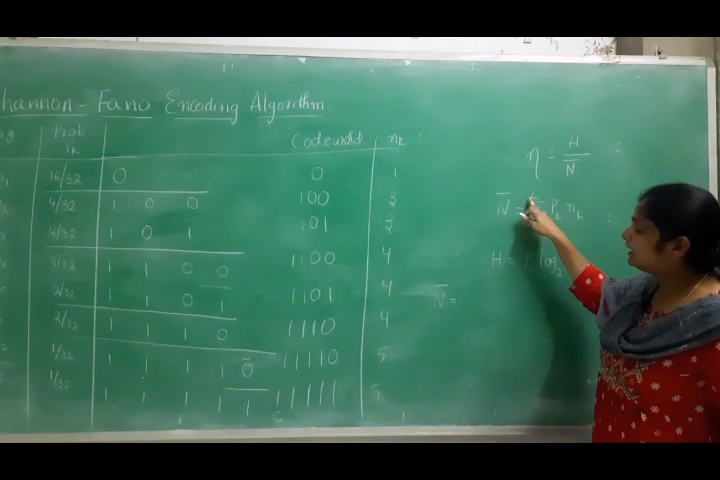 hannon - Fano Encoding Algorithm
Prob Pk Codeword nk
16/32 0 0 1
4/32 1 0 0 100 3
4/32 1 0 1 101 3
2/32 1 1 0 0 1100 4
2/32 1 1 0 1 1101 4
2/32 1 1 1 0 1110 4
1/32 1 1 1 1 0 11110 5
1/32 1 1 1 1 1 11111 5
η = H / N̄
N̄ = Pk nk
H = log2
N̄ =